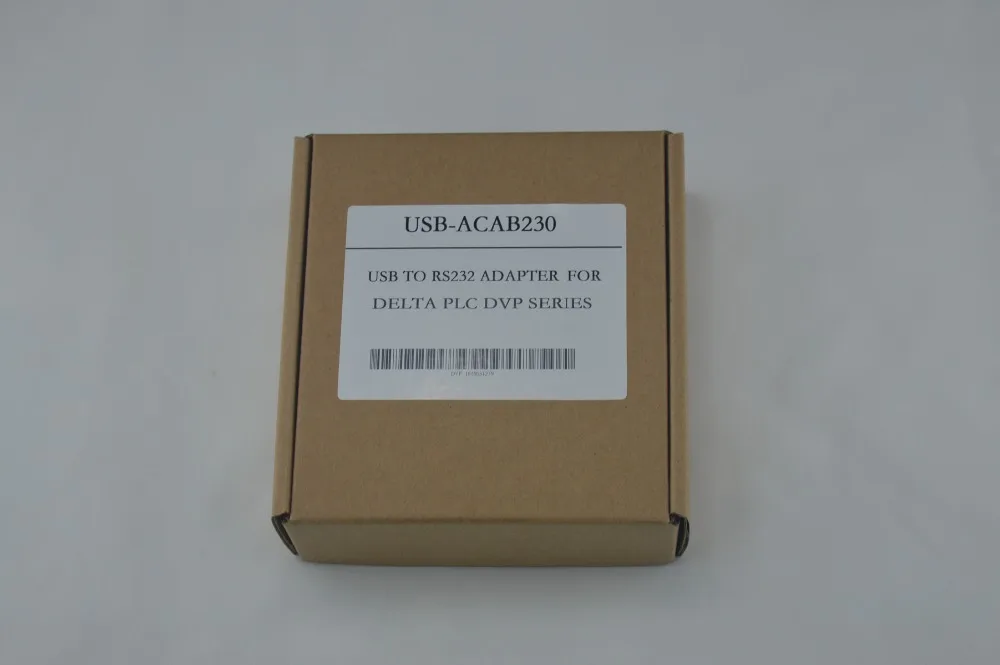 USB-ACAB230
USB TO RS232 ADAPTER FOR
DELTA PLC DVP SERIES